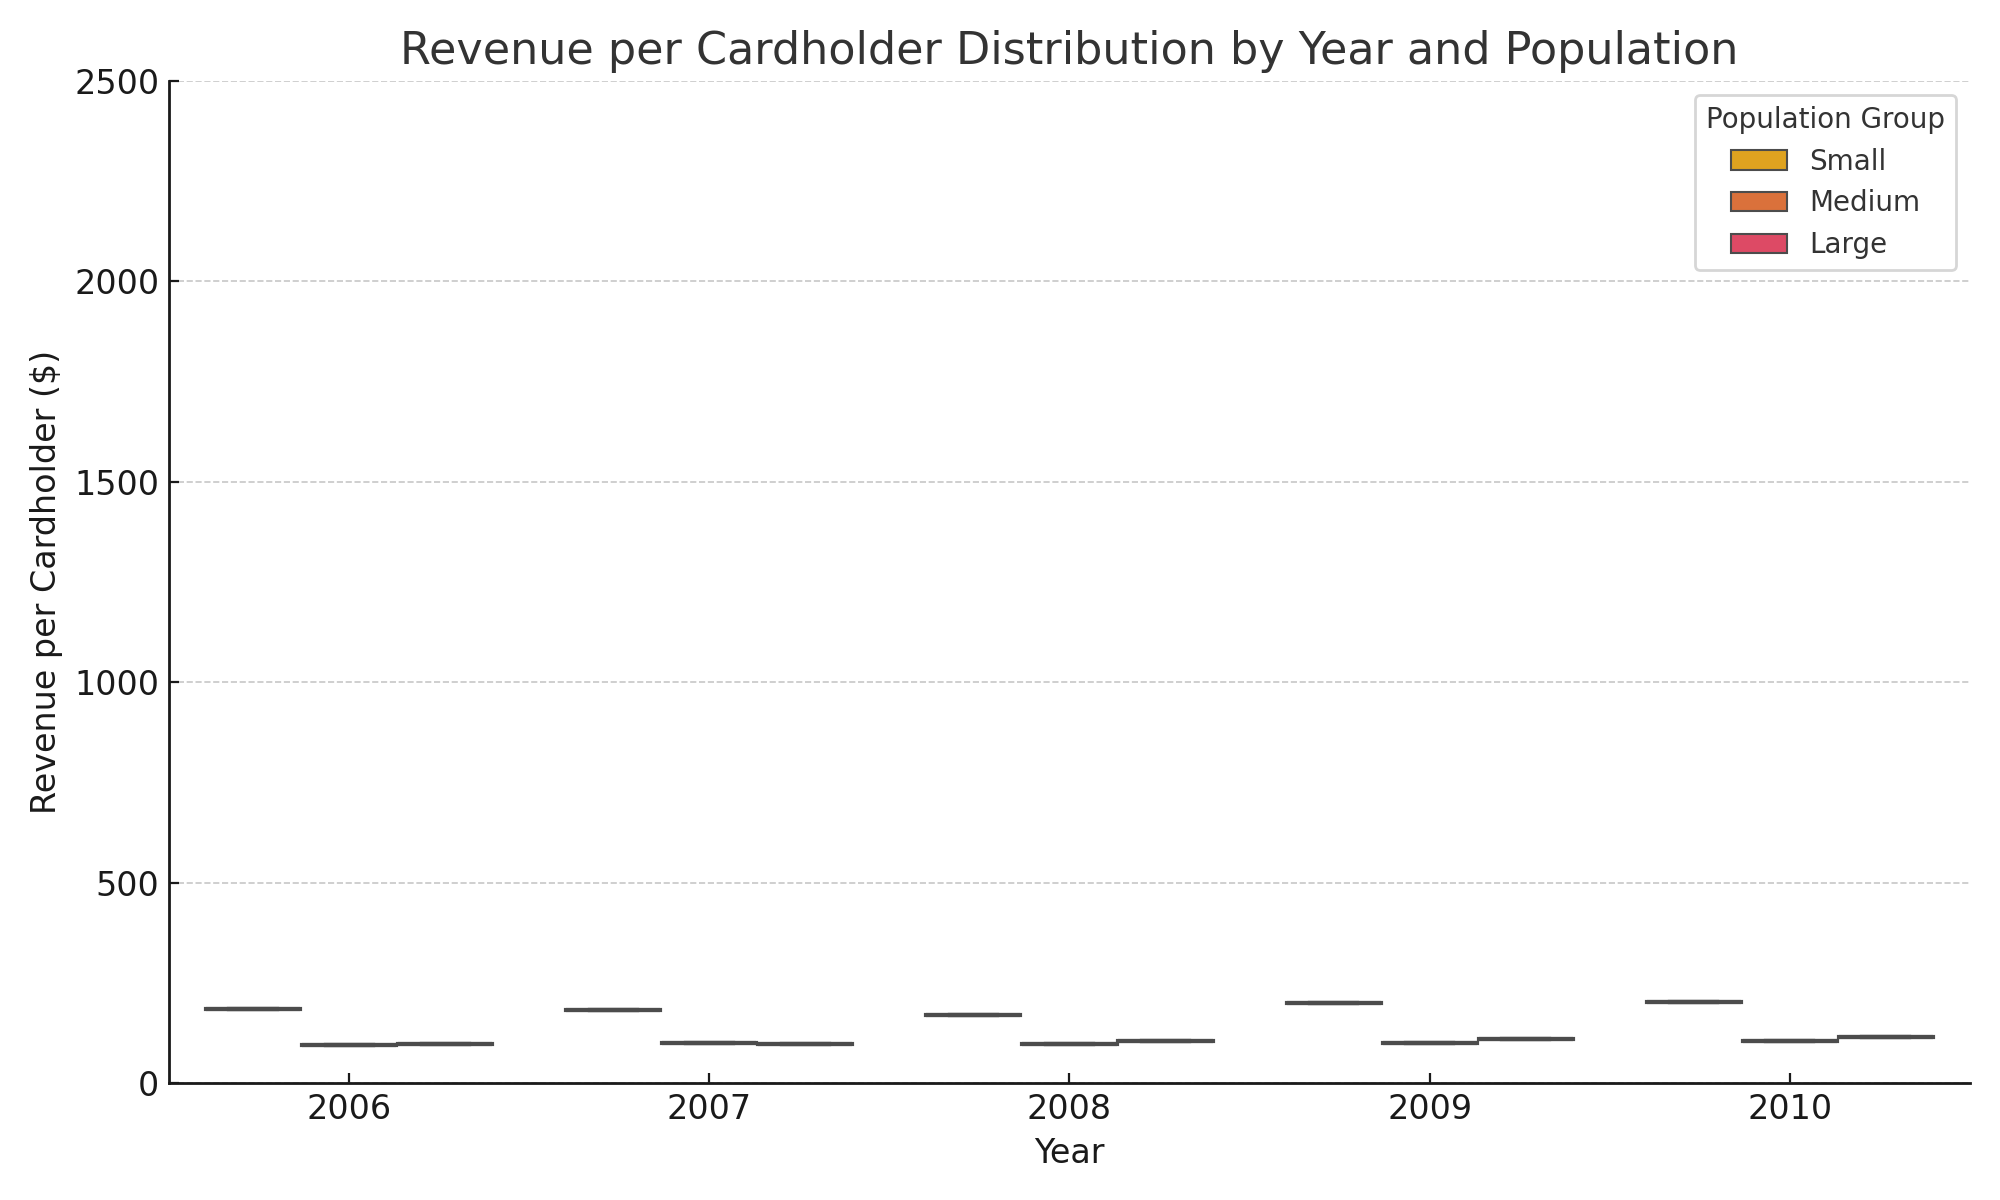 Revenue per Cardholder Distribution by Year and Population
Population Group
Small
Medium
Large
Revenue per Cardholder ($)
2500
2000
1500
1000
500
0
2006 2007 2008 2009 2010
Year